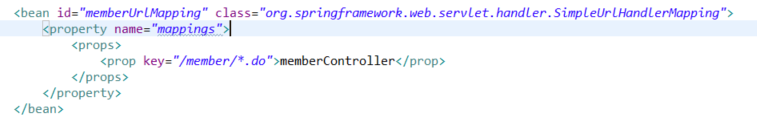 <bean id="memberUrlMapping" class="org.springframework.web.servlet.handler.SimpleUrlHandlerMapping">
<property name="mappings">
<props>
<prop key="/member/*.do">memberController</prop>
</props>
</property>
</bean>